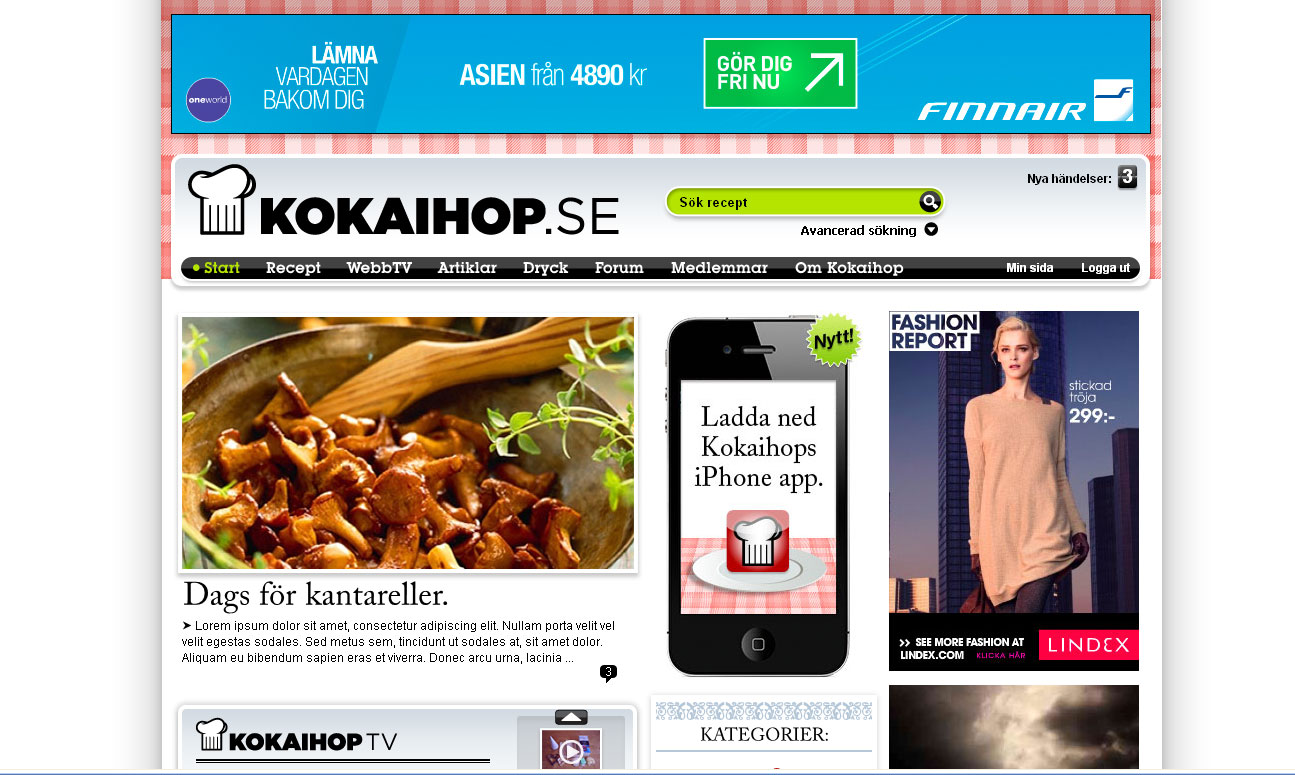 LÄMNA
VARDAGEN
BAKOM DIG
oneworld
ASIEN från 4890 kr
GÖR DIG
FRI NU
FINNAIR
KOKAIHOP.SE
Sök recept
Avancerad sökning
Nya händelser: 3
Start Recept WebbTV Artiklar Dryck Forum Medlemmar Om Kokaihop Min sida Logga ut
Dags för kantareller.
➤ Lorem ipsum dolor sit amet, consectetur adipiscing elit. Nullam porta velit vel
velit egestas sodales. Sed metus sem, tincidunt ut sodales at, sit amet dolor.
Aliquam eu bibendum sapien eras et viverra. Donec arcu urna, lacinia ...
3
KOKAIHOP TV
Nytt!
Ladda ned
Kokaihops
iPhone app.
KATEGORIER:
FASHION
REPORT
stickad
tröja
299:-
>> SEE MORE FASHION AT
LINDEX.COM KLICKA HÄR
LINDEX